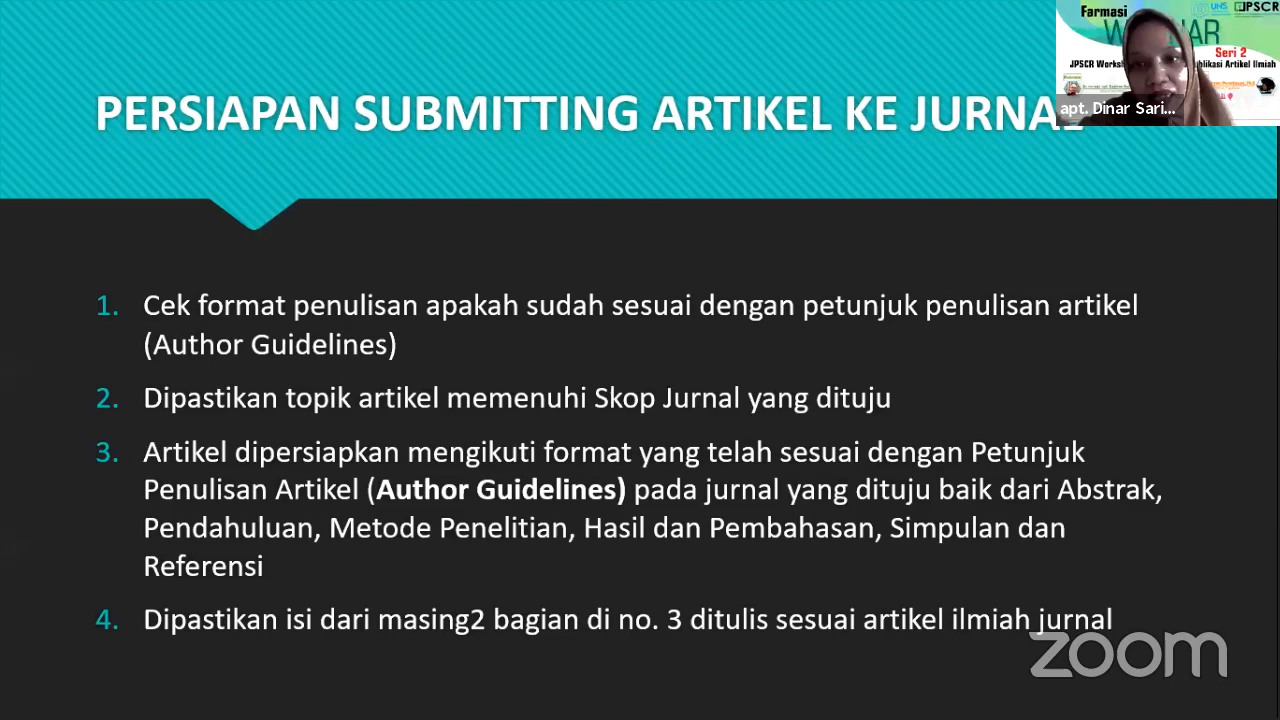 Farmasi
UNS
JPSCR
Seri 2
JPSCR Worksh
Publikasi Artikel Ilmiah
apt. Dinar Sari...
PERSIAPAN SUBMITTING ARTIKEL KE JURNAL
1. Cek format penulisan apakah sudah sesuai dengan petunjuk penulisan artikel
(Author Guidelines)
2. Dipastikan topik artikel memenuhi Skop Jurnal yang dituju
3. Artikel dipersiapkan mengikuti format yang telah sesuai dengan Petunjuk
Penulisan Artikel (Author Guidelines) pada jurnal yang dituju baik dari Abstrak,
Pendahuluan, Metode Penelitian, Hasil dan Pembahasan, Simpulan dan
Referensi
4. Dipastikan isi dari masing2 bagian di no. 3 ditulis sesuai artikel ilmiah jurnal
zoom